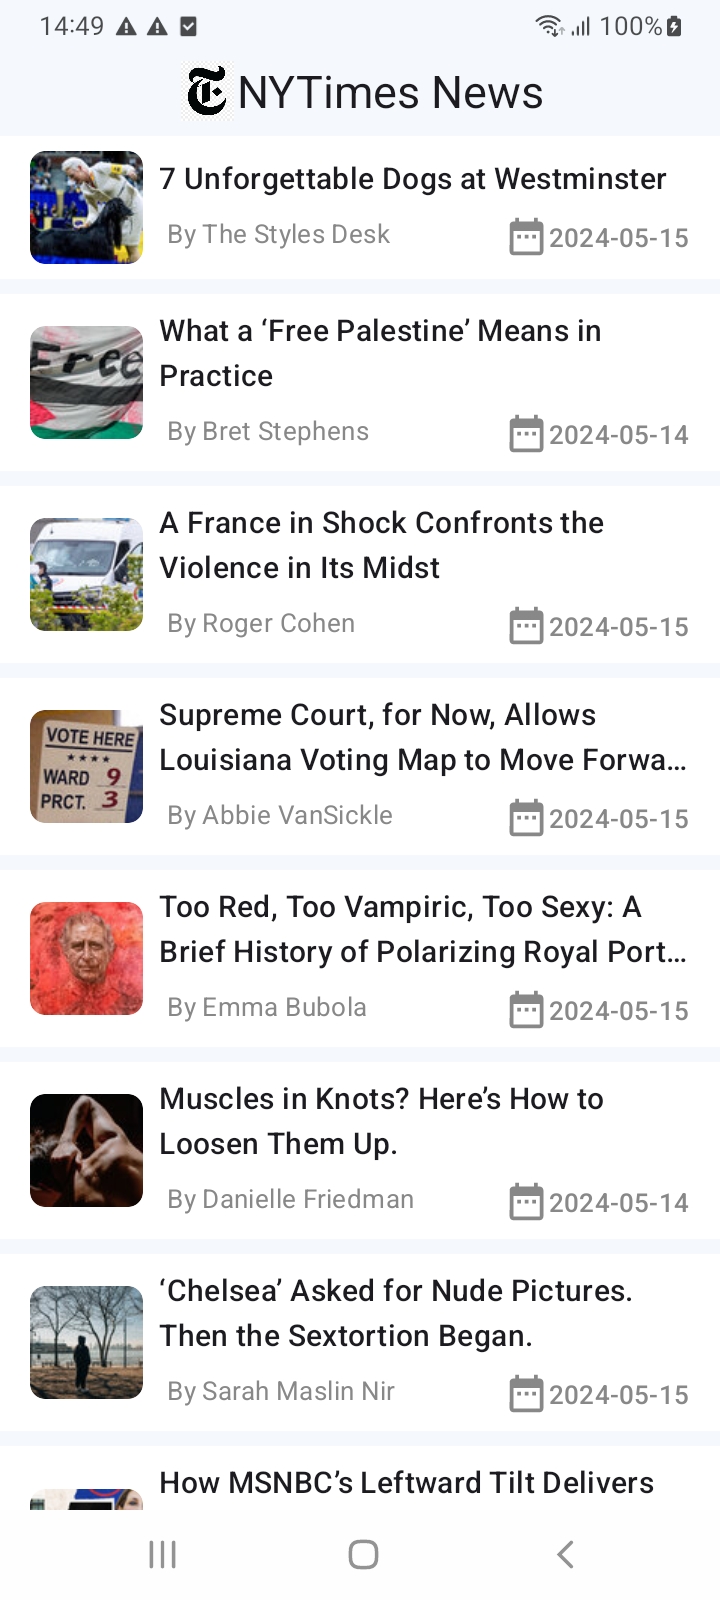 14:49
100%
NYTimes News
7 Unforgettable Dogs at Westminster
By The Styles Desk
2024-05-15
Free
What a ‘Free Palestine’ Means in
Practice
By Bret Stephens
2024-05-14
A France in Shock Confronts the
Violence in Its Midst
By Roger Cohen
2024-05-15
VOTE HERE
WARD 9
PRCT. 3
Supreme Court, for Now, Allows
Louisiana Voting Map to Move Forwa...
By Abbie VanSickle
2024-05-15
Too Red, Too Vampiric, Too Sexy: A
Brief History of Polarizing Royal Port...
By Emma Bubola
2024-05-15
Muscles in Knots? Here’s How to
Loosen Them Up.
By Danielle Friedman
2024-05-14
‘Chelsea’ Asked for Nude Pictures.
Then the Sextortion Began.
By Sarah Maslin Nir
2024-05-15
How MSNBC’s Leftward Tilt Delivers